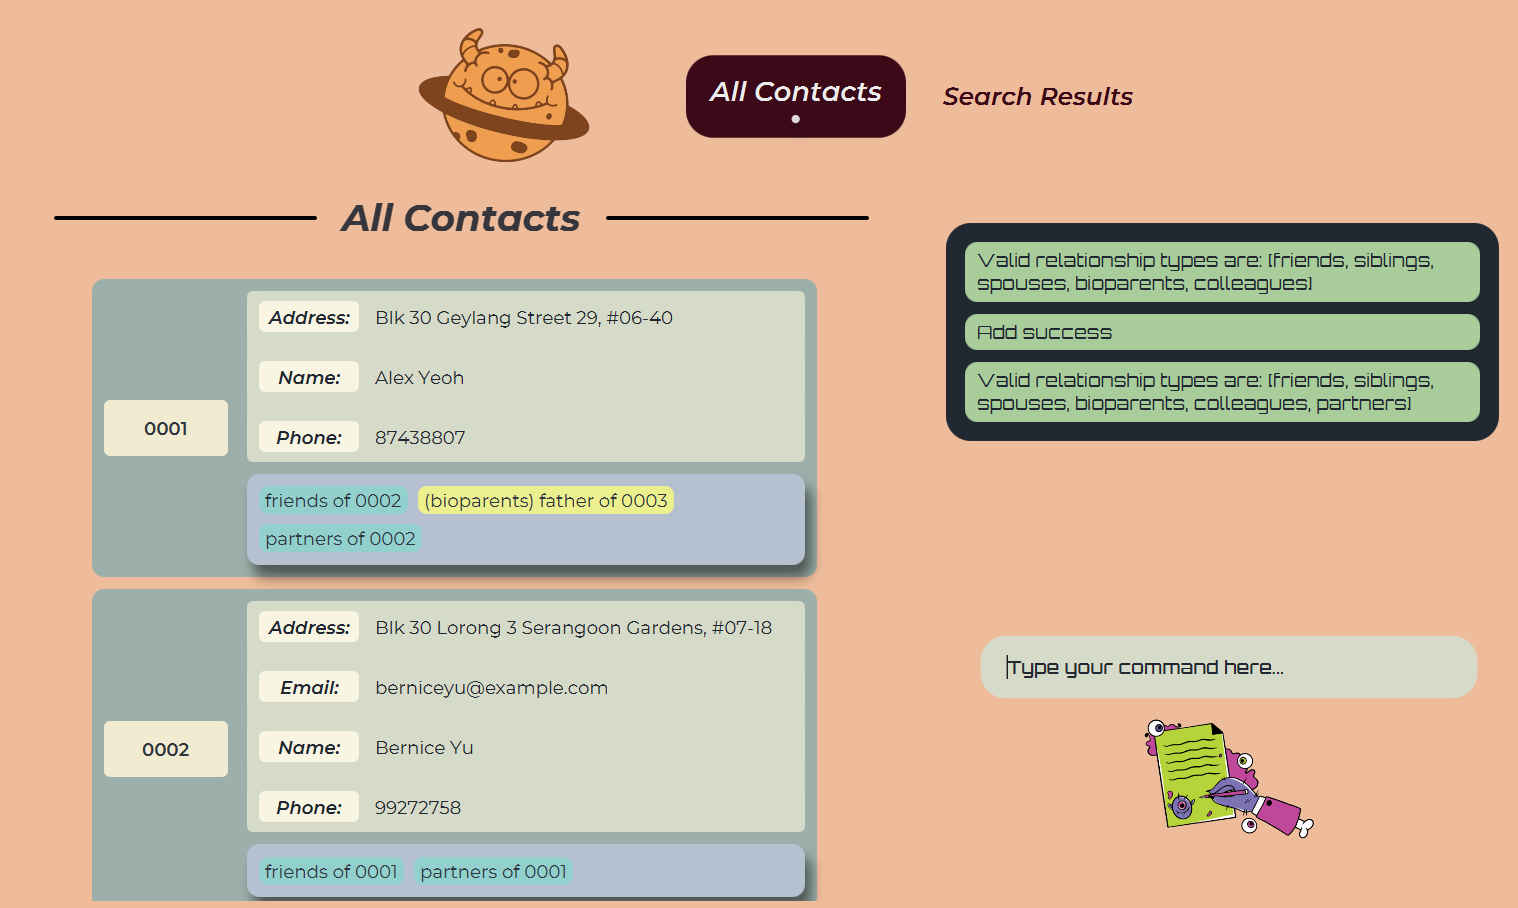 All Contacts
Search Results
All Contacts
0001
Address: Blk 30 Geylang Street 29, #06-40
Name: Alex Yeoh
Phone: 87438807
friends of 0002 (bioparents) father of 0003
partners of 0002
0002
Address: Blk 30 Lorong 3 Serangoon Gardens, #07-18
Email: berniceyu@example.com
Name: Bernice Yu
Phone: 99272758
friends of 0001 partners of 0001
Valid relationship types are: [friends, siblings,
spouses, bioparents, colleagues]
Add success
Valid relationship types are: [friends, siblings,
spouses, bioparents, colleagues, partners]
Type your command here...